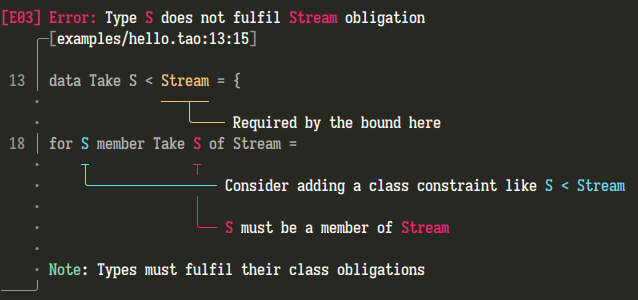 [E03] Error: Type S does not fulfil Stream obligation
[examples/hello.tao:13:15]
13 data Take S < Stream = {
Required by the bound here
18 for S member Take S of Stream =
Consider adding a class constraint like S < Stream
S must be a member of Stream
Note: Types must fulfil their class obligations